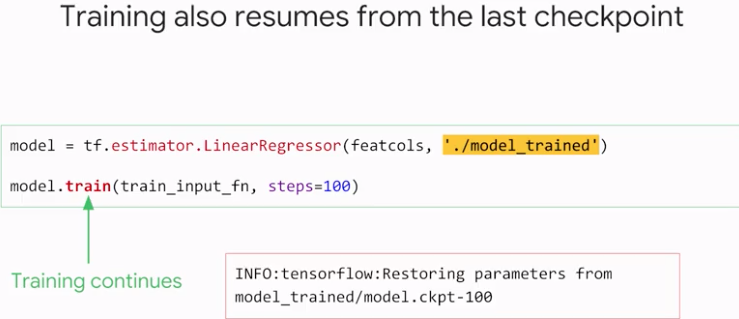 Training also resumes from the last checkpoint
model = tf.estimator.LinearRegressor(featcols, './model_trained')
model.train(train_input_fn, steps=100)
Training continues
INFO:tensorflow:Restoring parameters from
model_trained/model.ckpt-100